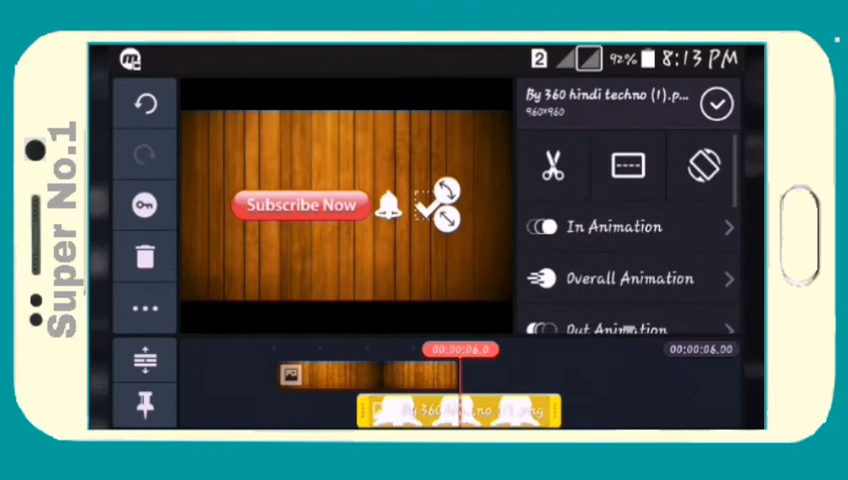 Super No.1
2
92%
8:13 PM
By 360 hindi techno (1).p...
960x960
Subscribe Now
In Animation
Overall Animation
Out Animation
00:00:06.0
00:00:06.00